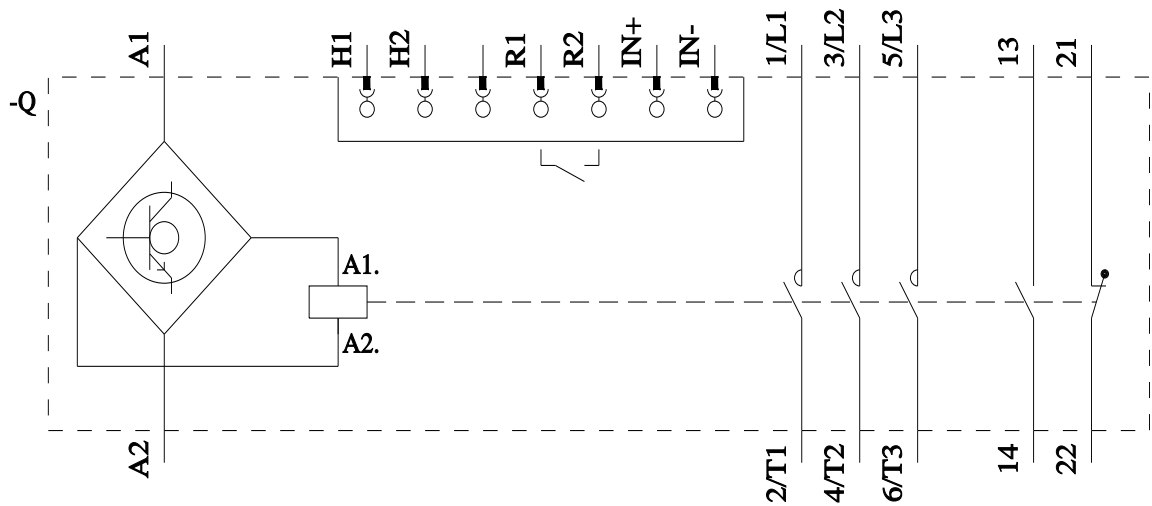 A1
H1
H2
R1
R2
IN+
IN-
1/L1
3/L2
5/L3
13
21
-Q
A1.
A2.
A2
2/T1
4/T2
6/T3
14
22